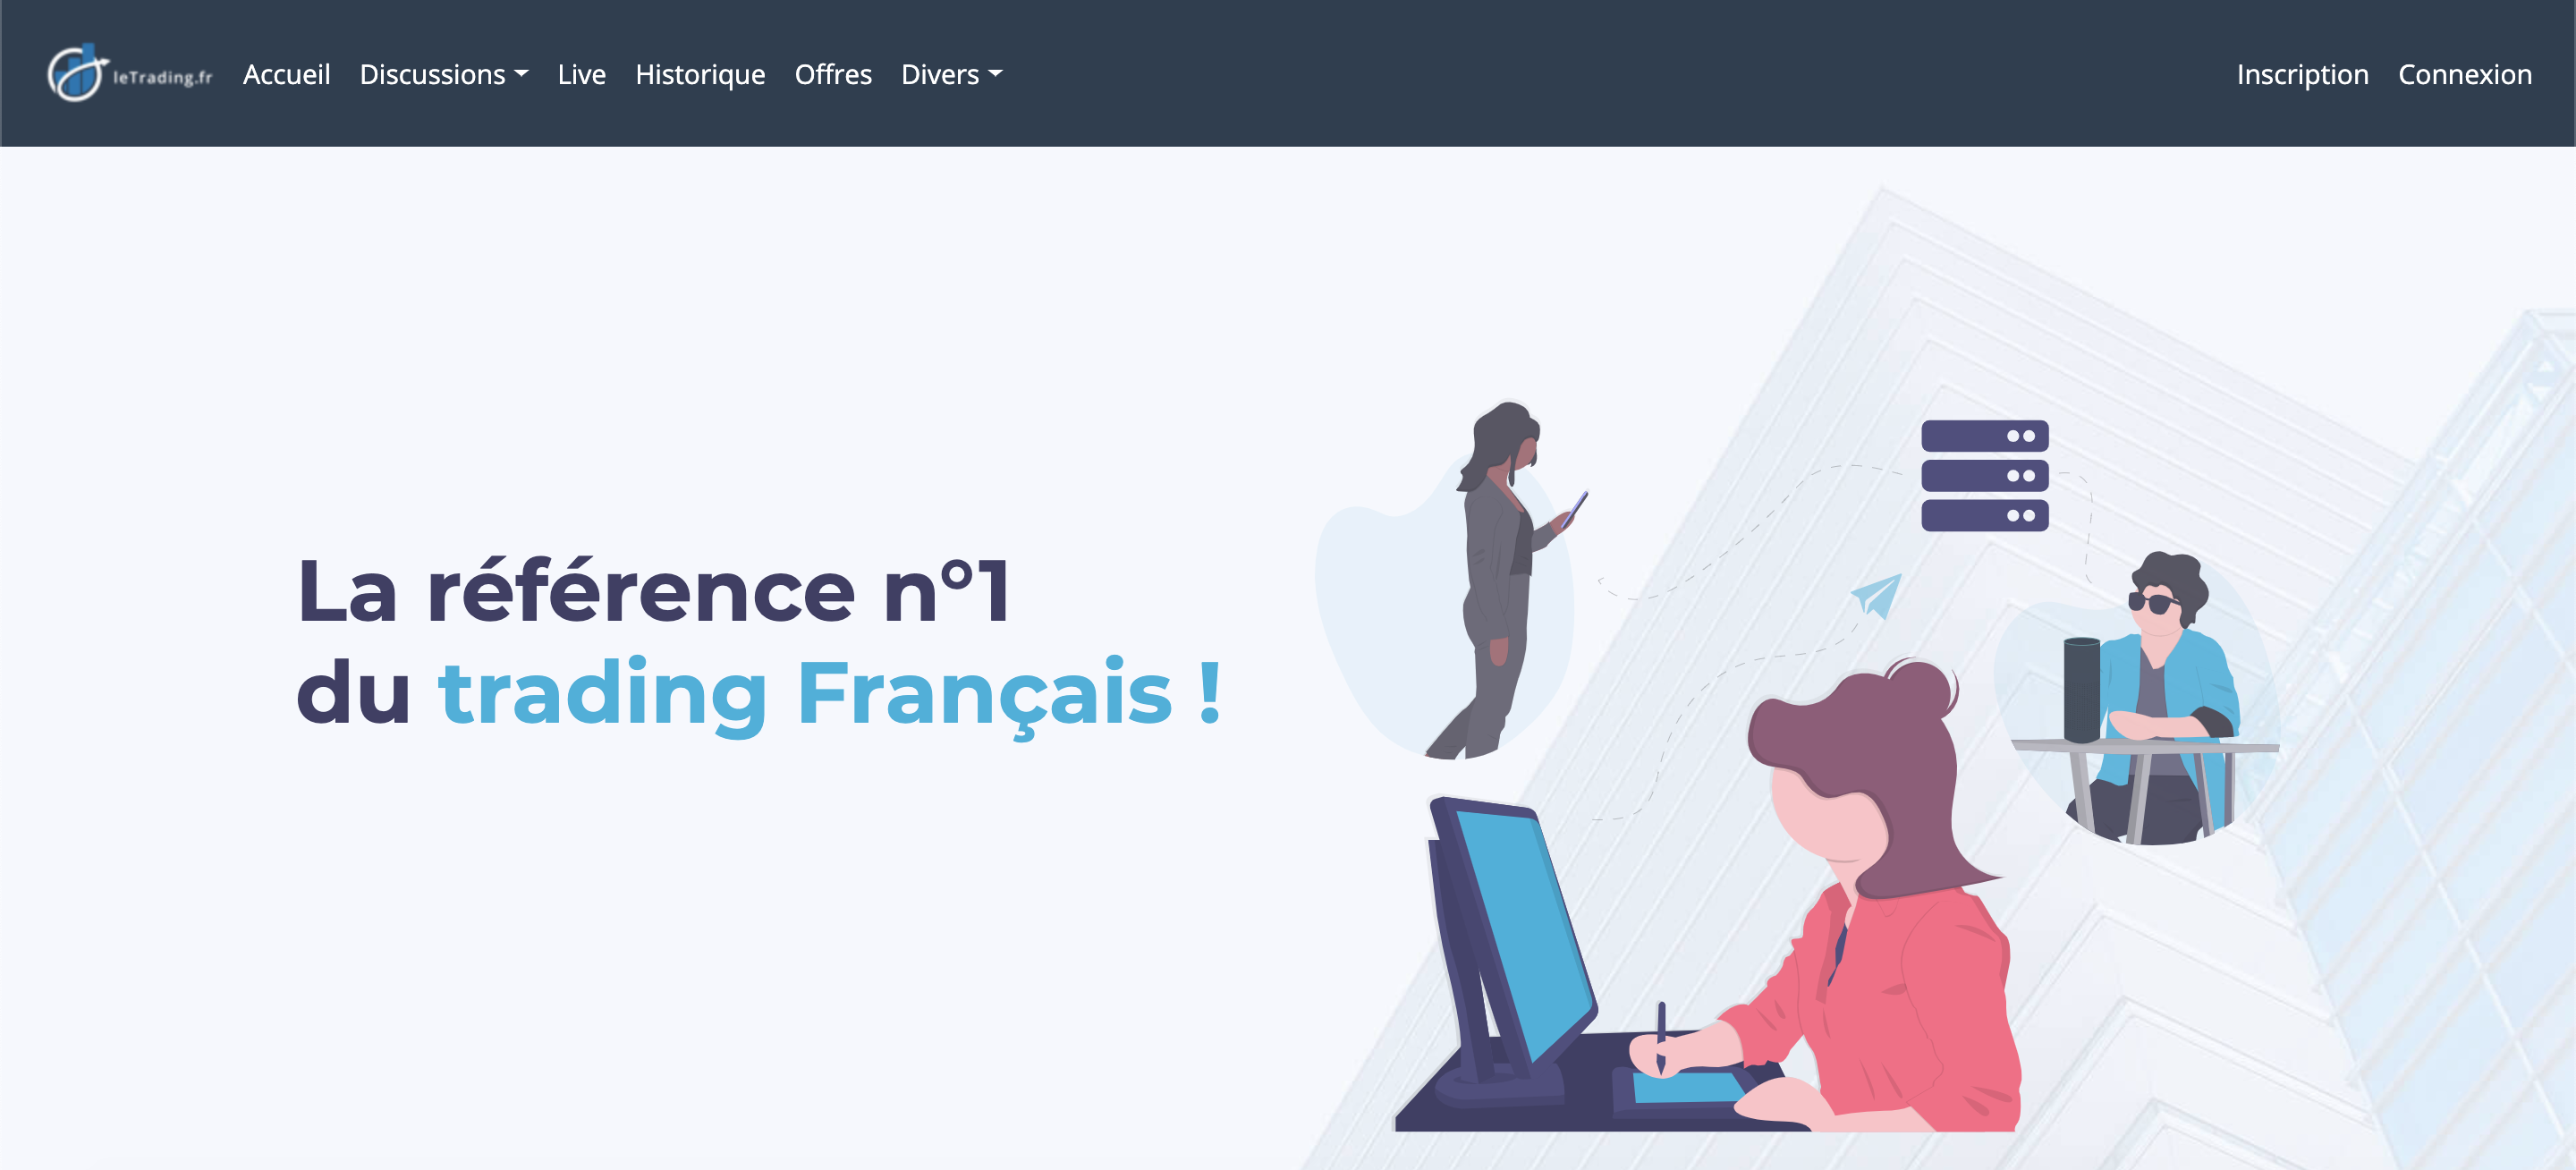 leTrading.fr Accueil Discussions Live Historique Offres Divers Inscription Connexion
La référence n°1
du trading Français !